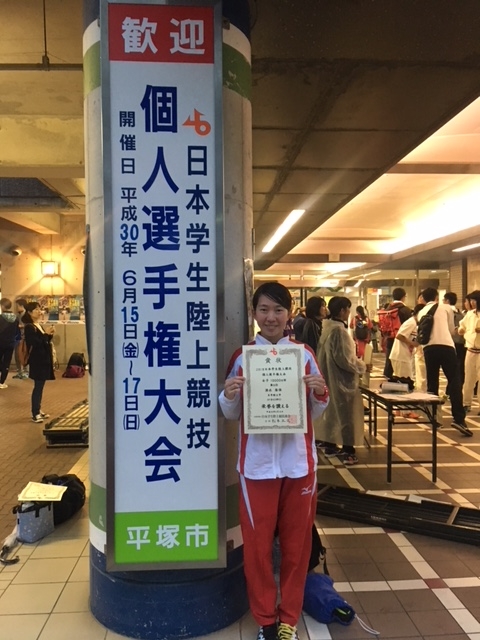 歓迎
日本学生陸上競技
個人選手権大会
開催日 平成30年 6月15日(金)~17日(日)
平塚市
賞状